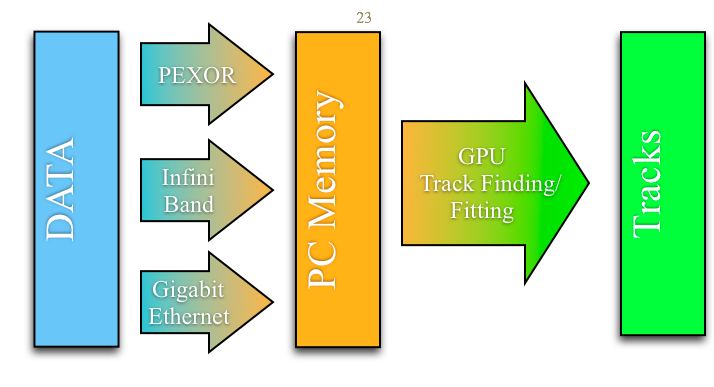 23
DATA
PEXOR
Infini
Band
Gigabit
Ethernet
PC Memory
GPU
Track Finding/
Fitting
Tracks